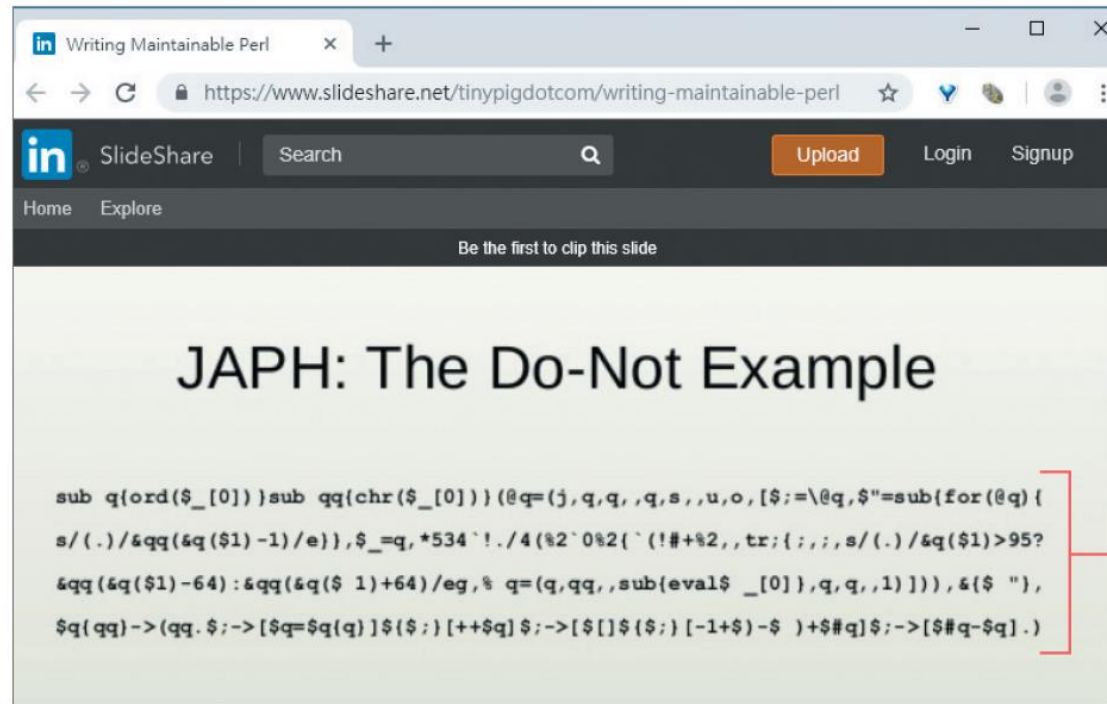 in Writing Maintainable Perl
https://www.slideshare.net/tinypigdotcom/writing-maintainable-perl
in ® SlideShare Search Upload Login Signup
Home Explore
Be the first to clip this slide
JAPH: The Do-Not Example
sub q{ord($_[0])}sub qq{chr($_[0])}(@q=(j,q,q,,q,s,,u,o,[$;=\@q,$"=sub{for(@q){
s/(.)/&qq(&q($1)-1)/e}},$_=q,*534`!./4(%2`0%2{`(!#+%2,,tr;{;,;,s/(.)/&q($1)>95?
&qq(&q($1)-64):&qq(&q($ 1)+64)/eg,% q=(q,qq,,sub{eval$ _[0]},q,q,,1)])),&{$ "},
$q{qq}->(qq.$;->[$q=$q{q}]${$;}[++$q]$;->[$[]${$;}[-1+$)-$ )+$#q]$;->[$#q-$q].)